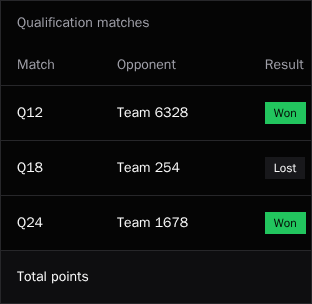 Qualification matches
Match Opponent Result
Q12 Team 6328 Won
Q18 Team 254 Lost
Q24 Team 1678 Won
Total points